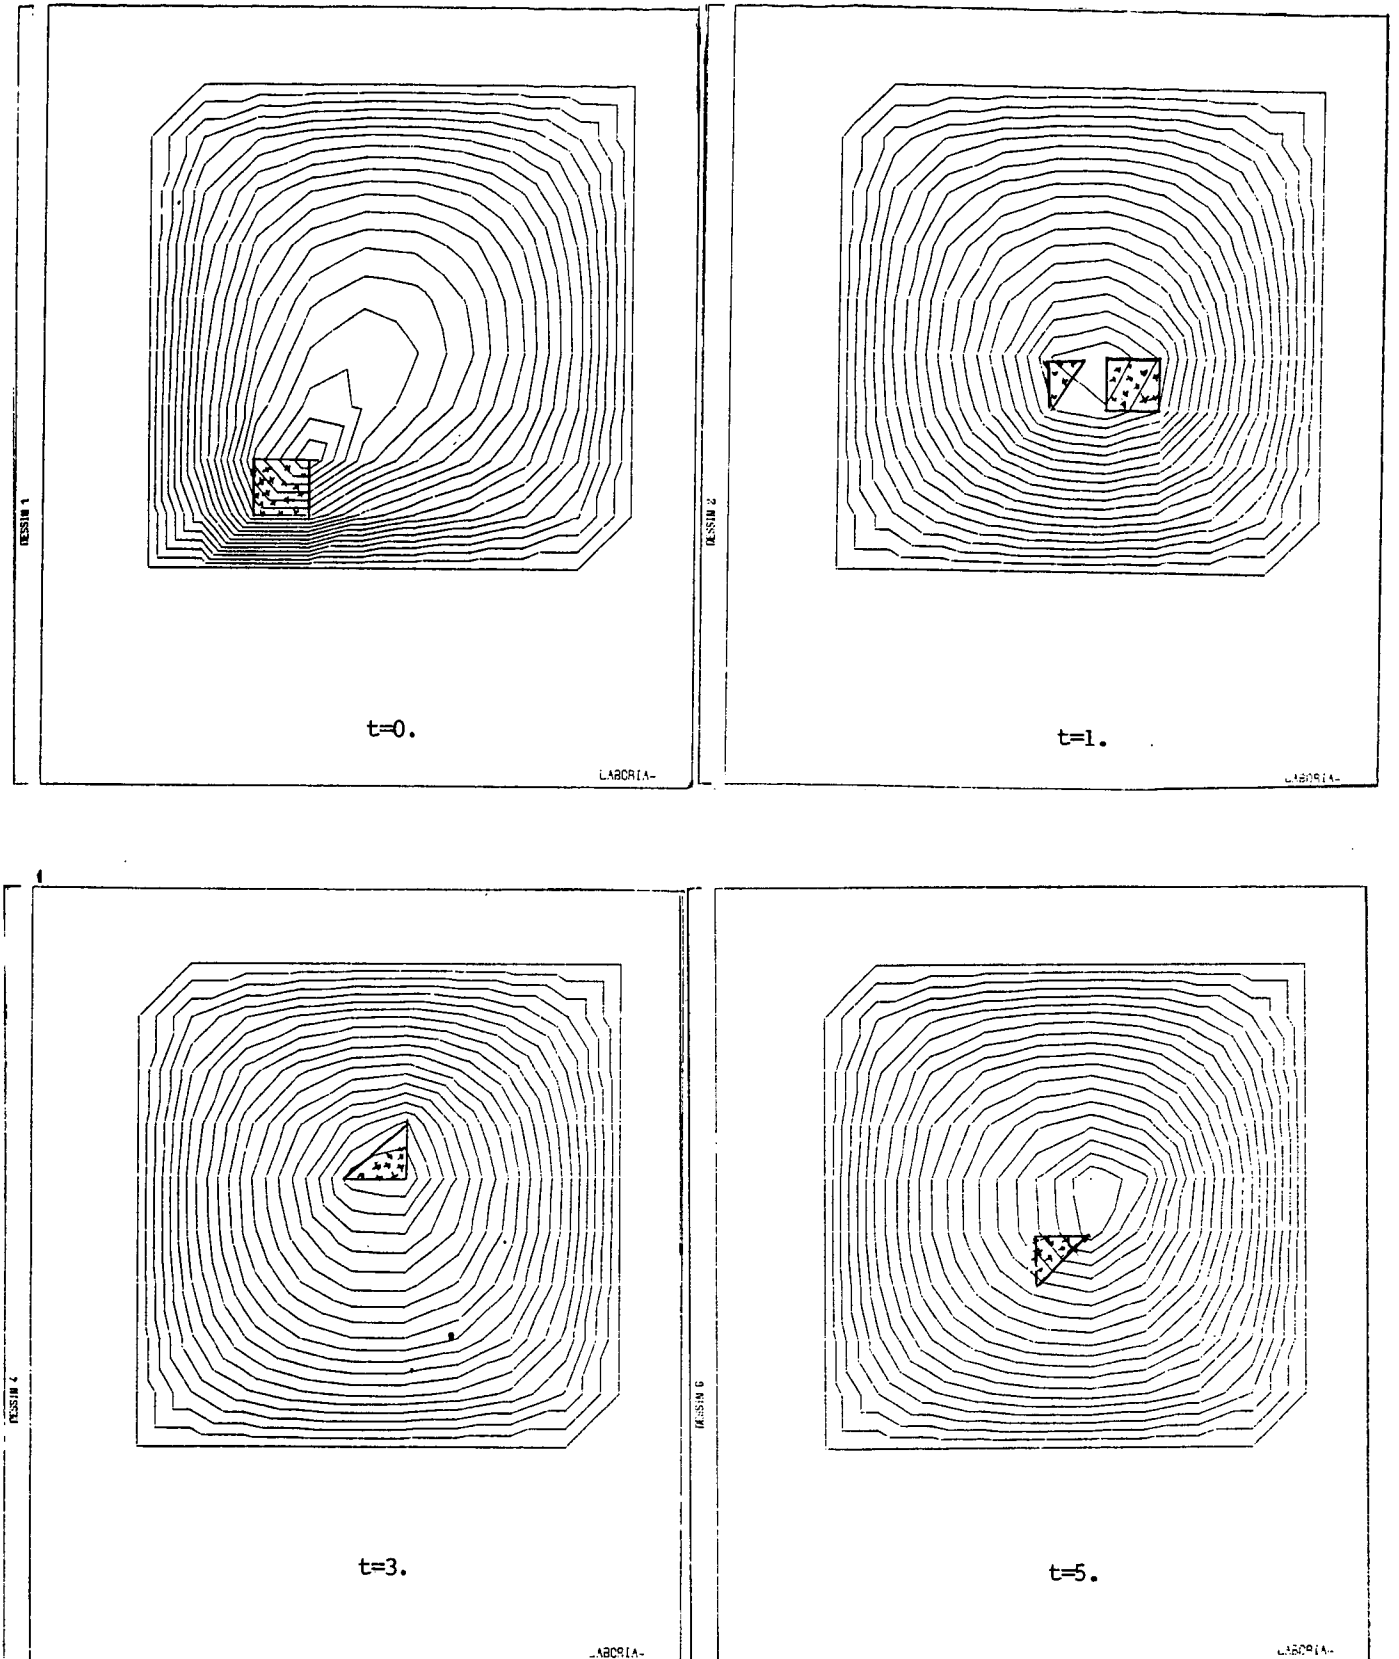 DESSIN 1
t=0.
LABORIA-
DESSIN 2
t=1.
LABORIA-
DESSIN 4
t=3.
LABORIA-
DESSIN 6
t=5.
LABORIA-